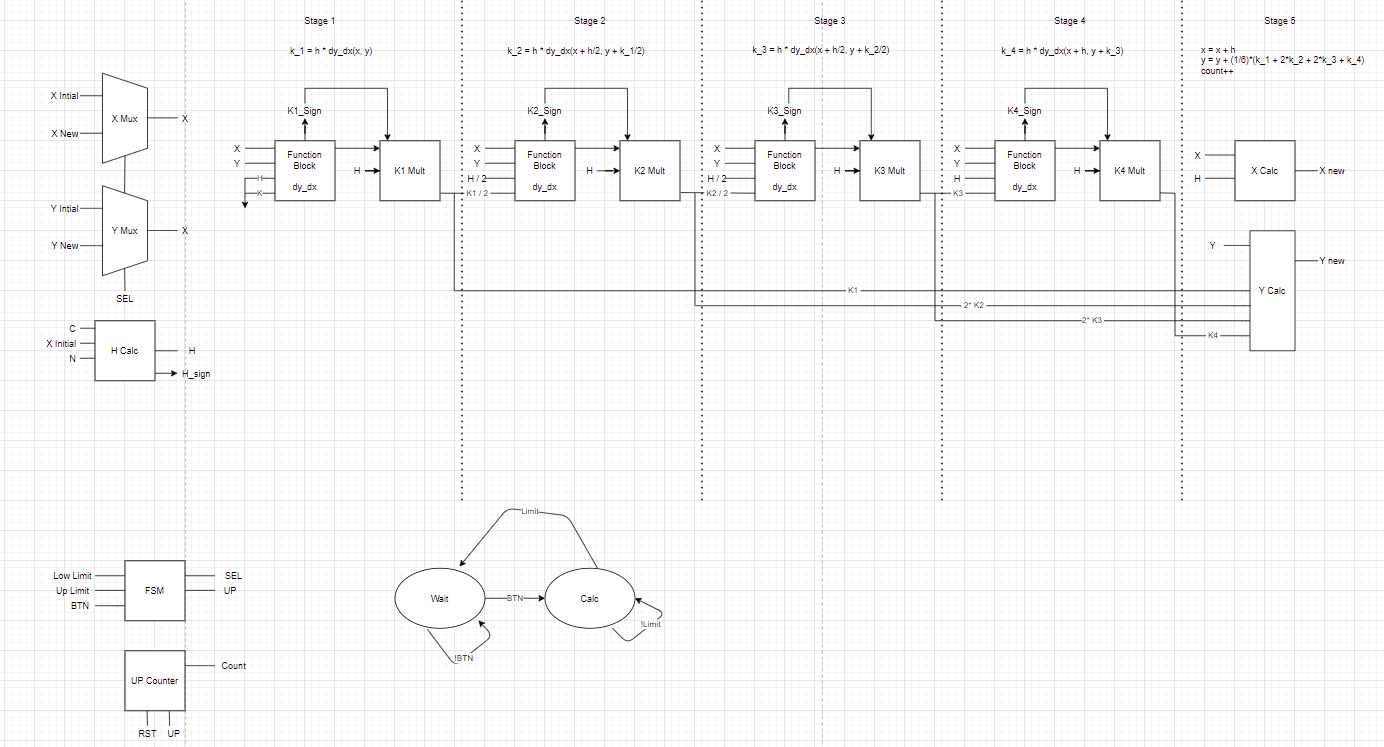 Stage 1
Stage 2
Stage 3
Stage 4
Stage 5
k_1 = h * dy_dx(x, y)
k_2 = h * dy_dx(x + h/2, y + k_1/2)
k_3 = h * dy_dx(x + h/2, y + k_2/2)
k_4 = h * dy_dx(x + h, y + k_3)
x = x + h
y = y + (1/6)*(k_1 + 2*k_2 + 2*k_3 + k_4)
count++
X Intial
X New
X Mux
X
Y Intial
Y New
Y Mux
X
SEL
C
X Initial
N
H Calc
H
H_sign
K1_Sign
X
Y
H
K
Function
Block
dy_dx
H
K1 Mult
K2_Sign
X
Y
H / 2
K1 / 2
Function
Block
dy_dx
H
K2 Mult
K3_Sign
X
Y
H / 2
K2 / 2
Function
Block
dy_dx
H
K3 Mult
K4_Sign
X
Y
H
K3
Function
Block
dy_dx
H
K4 Mult
X
H
X Calc
X new
Y
Y Calc
Y new
K1
2* K2
2* K3
K4
Low Limit
Up Limit
BTN
FSM
SEL
UP
UP Counter
Count
RST
UP
Limit
Wait
BTN
Calc
!Limit
!BTN